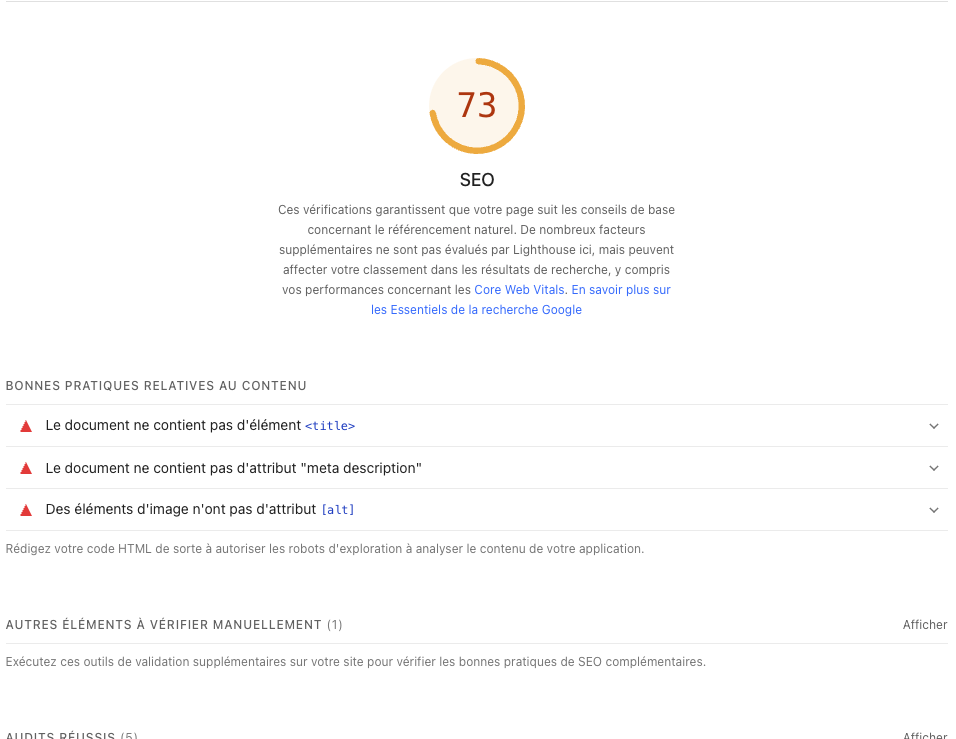 73
SEO
Ces vérifications garantissent que votre page suit les conseils de base
concernant le référencement naturel. De nombreux facteurs
supplémentaires ne sont pas évalués par Lighthouse ici, mais peuvent
affecter votre classement dans les résultats de recherche, y compris
vos performances concernant les Core Web Vitals. En savoir plus sur
les Essentiels de la recherche Google
BONNES PRATIQUES RELATIVES AU CONTENU
Le document ne contient pas d'élément <title>
Le document ne contient pas d'attribut "meta description"
Des éléments d'image n'ont pas d'attribut [alt]
Rédigez votre code HTML de sorte à autoriser les robots d'exploration à analyser le contenu de votre application.
AUTRES ÉLÉMENTS À VÉRIFIER MANUELLEMENT (1) Afficher
Exécutez ces outils de validation supplémentaires sur votre site pour vérifier les bonnes pratiques de SEO complémentaires.
AUDITS RÉUSSIS (5) Afficher